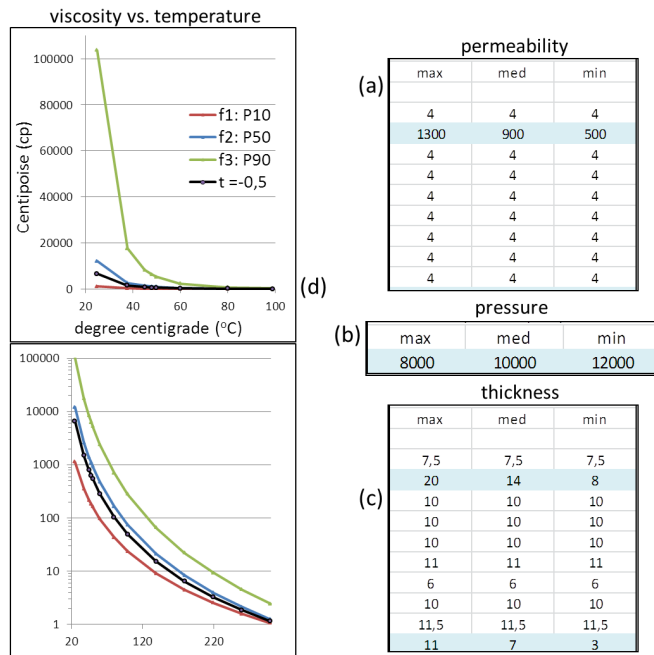 viscosity vs. temperature
Centipoise (cp)
100000
80000
60000
40000
20000
0
f1: P10
f2: P50
f3: P90
t =-0,5
20 40 60 80 100
degree centigrade (°C)
(d)
100000
10000
1000
100
10
1
20 120 220
permeability
(a)
max med min
4 4 4
1300 900 500
4 4 4
4 4 4
4 4 4
4 4 4
4 4 4
4 4 4
4 4 4
pressure
(b)
max med min
8000 10000 12000
thickness
(c)
max med min
7,5 7,5 7,5
20 14 8
10 10 10
10 10 10
10 10 10
11 11 11
6 6 6
10 10 10
11,5 11,5 11,5
11 7 3